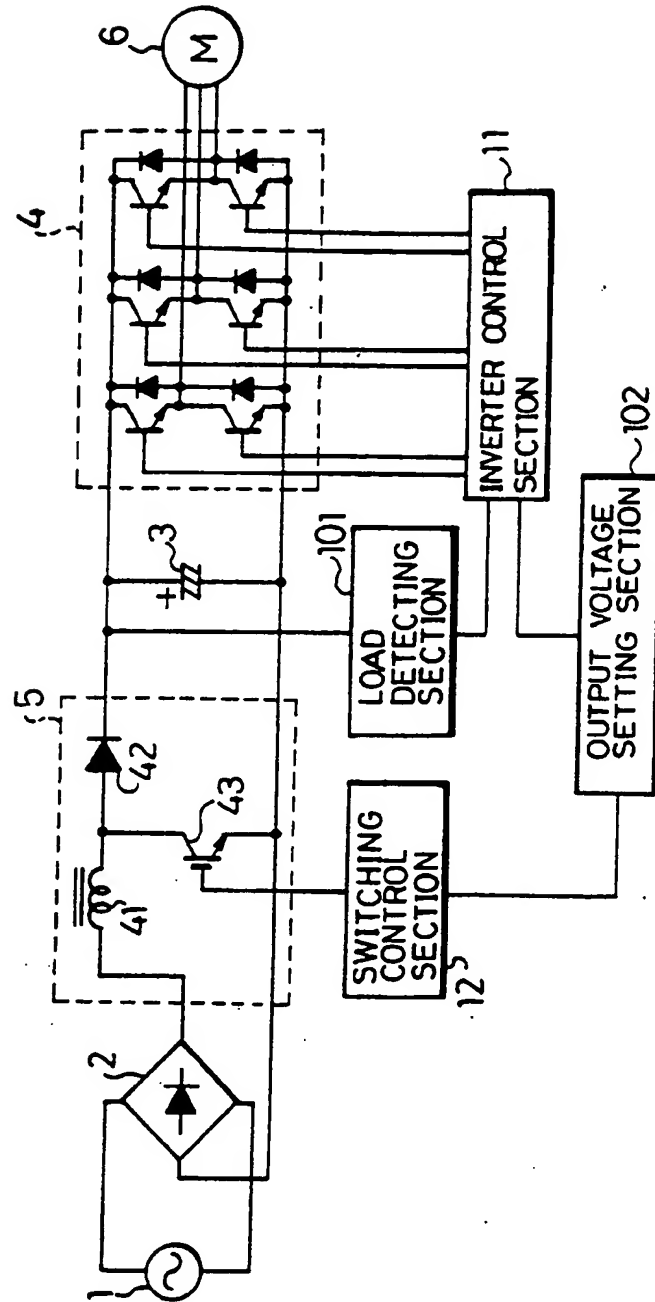 1
2
5
41
42
43
3
+
4
6
M
101
LOAD
DETECTING
SECTION
SWITCHING
CONTROL
SECTION
12
11
INVERTER CONTROL
SECTION
102
OUTPUT VOLTAGE
SETTING SECTION